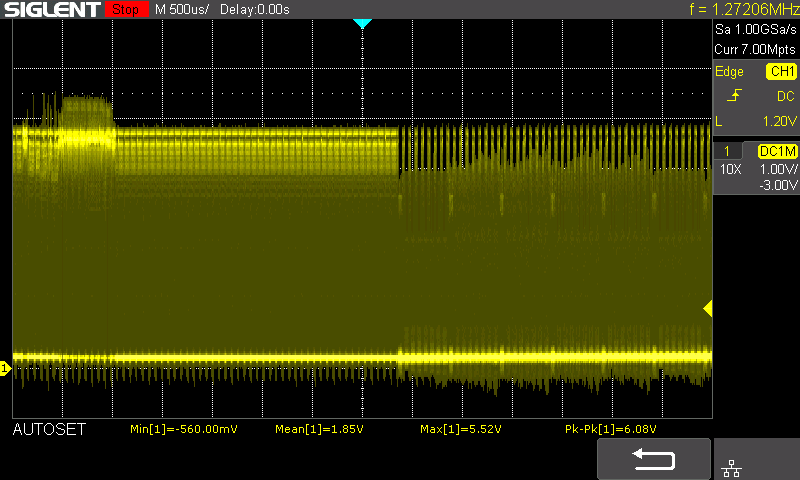 SIGLENT Stop M 500us/ Delay:0.00s f = 1.27206MHz
Sa 1.00GSa/s
Curr 7.00Mpts
Edge CH1
DC
L 1.20V
1 DC1M
10X 1.00V/
-3.00V
1
AUTOSET Min[1]=-560.00mV Mean[1]=1.85V Max[1]=5.52V Pk-Pk[1]=6.08V